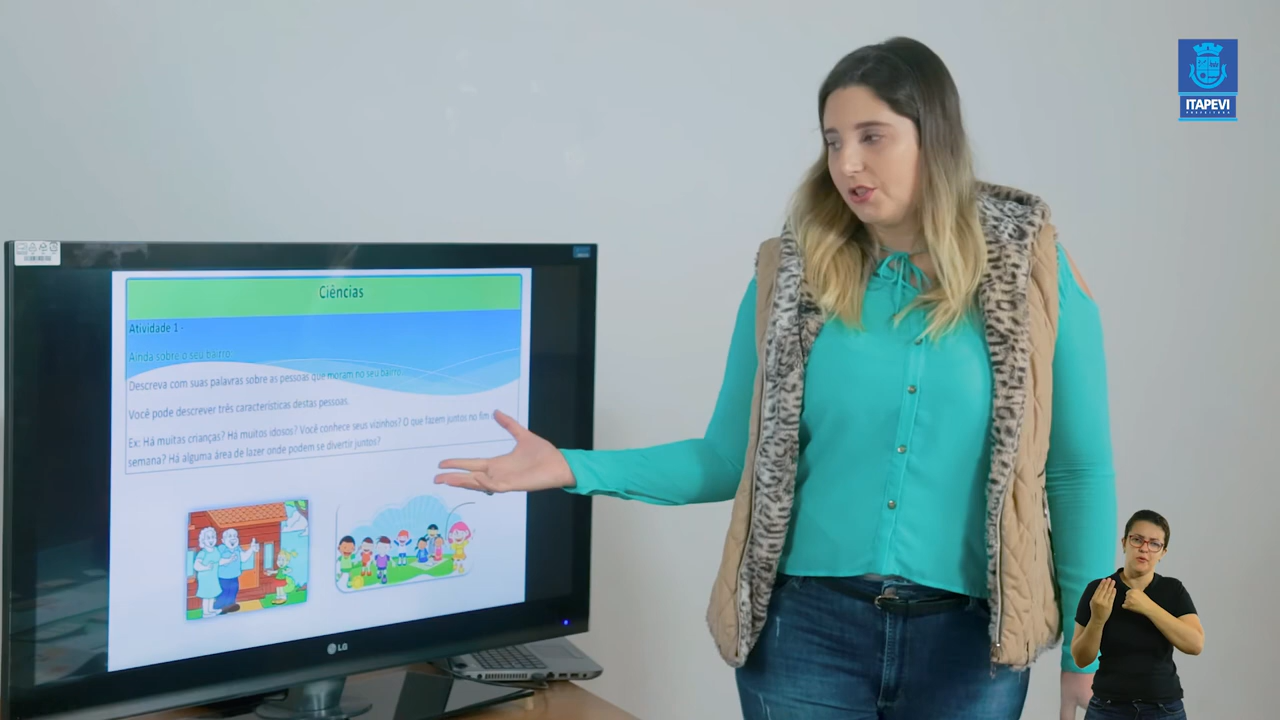 ITAPEVI
PREFEITURA
Ciências
Atividade 1 -
Ainda sobre o seu bairro:
Descreva com suas palavras sobre as pessoas que moram no seu bairro.
Você pode descrever três características destas pessoas.
Ex: Há muitas crianças? Há muitos idosos? Você conhece seus vizinhos? O que fazem juntos no fim
semana? Há alguma área de lazer onde podem se divertir juntos?
LG